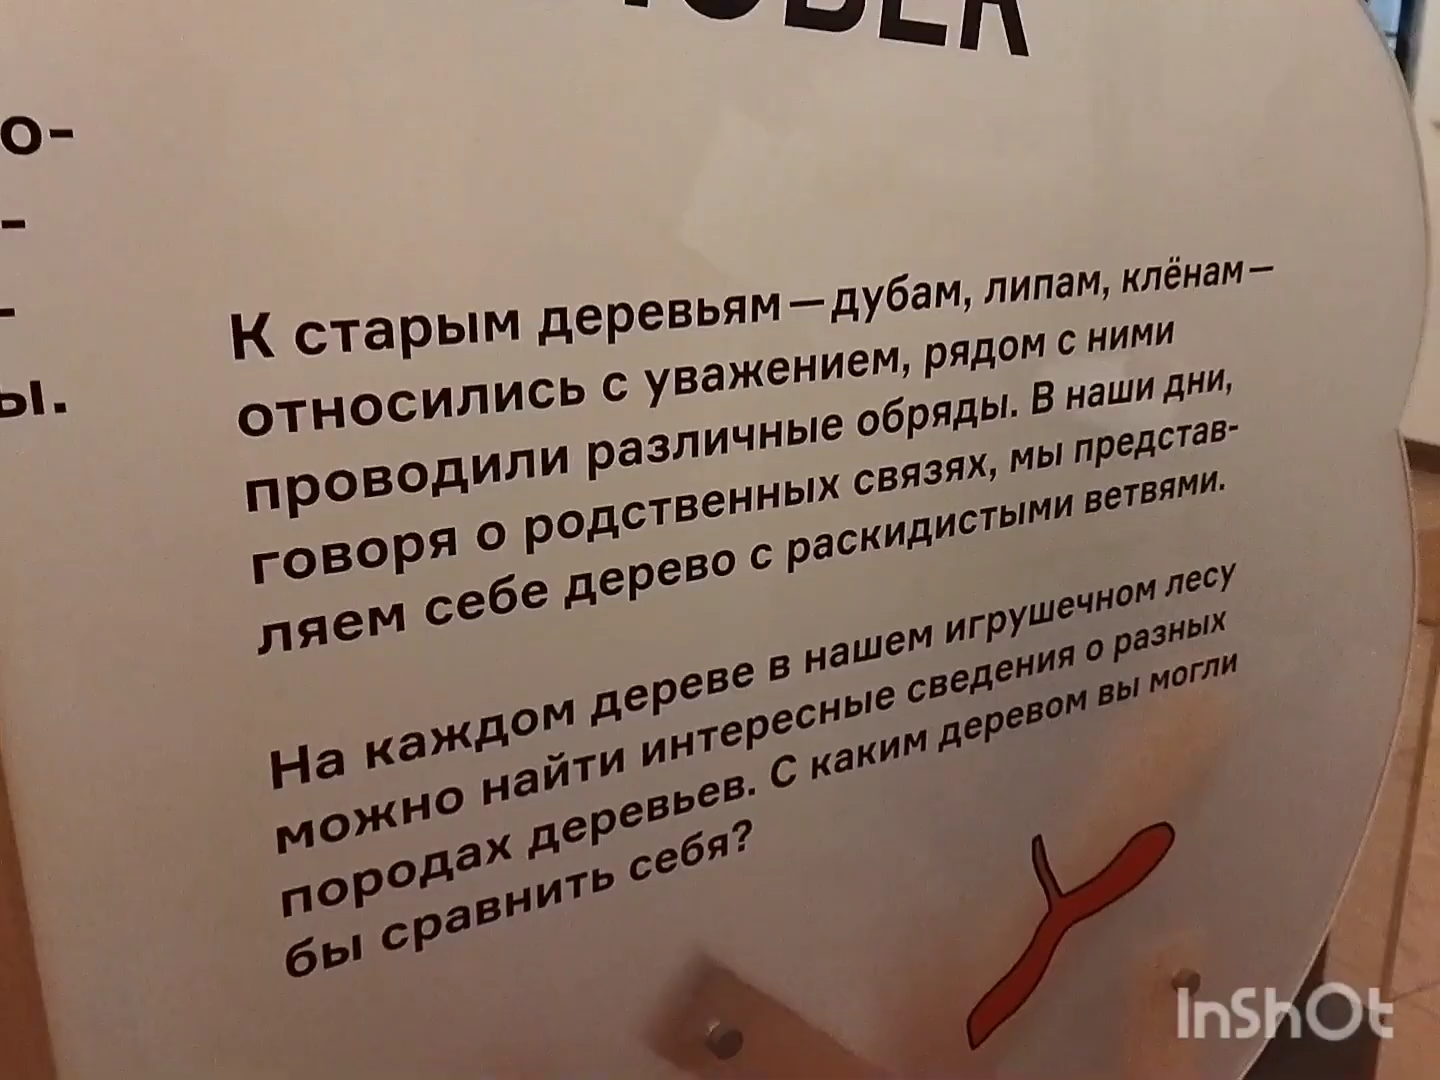 о-
-
-
ы.
К старым деревьям — дубам, липам, клёнам —
относились с уважением, рядом с ними
проводили различные обряды. В наши дни,
говоря о родственных связях, мы представ-
ляем себе дерево с раскидистыми ветвями.
На каждом дереве в нашем игрушечном лесу
можно найти интересные сведения о разных
породах деревьев. С каким деревом вы могли
бы сравнить себя?
InShOt